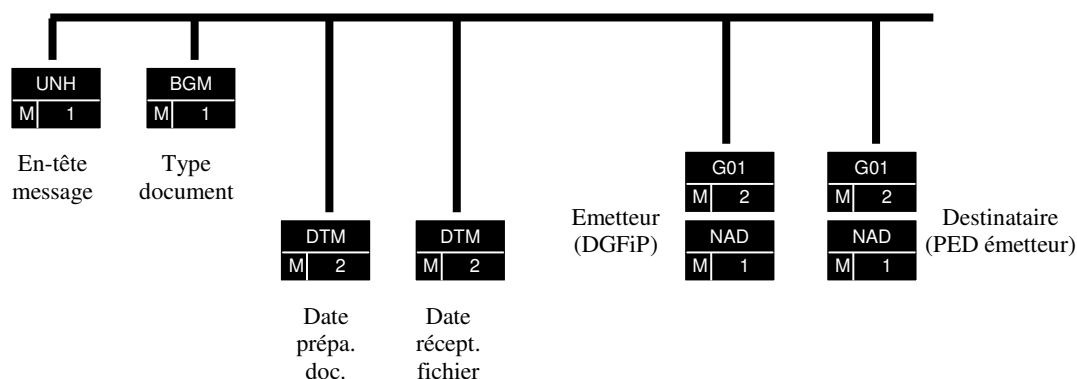 UNH
M 1
En-tête
message
BGM
M 1
Type
document
DTM
M 2
Date
prépa.
doc.
DTM
M 2
Date
récept.
fichier
Emetteur
(DGFiP)
G01
M 2
NAD
M 1
G01
M 2
NAD
M 1
Destinataire
(PED émetteur)